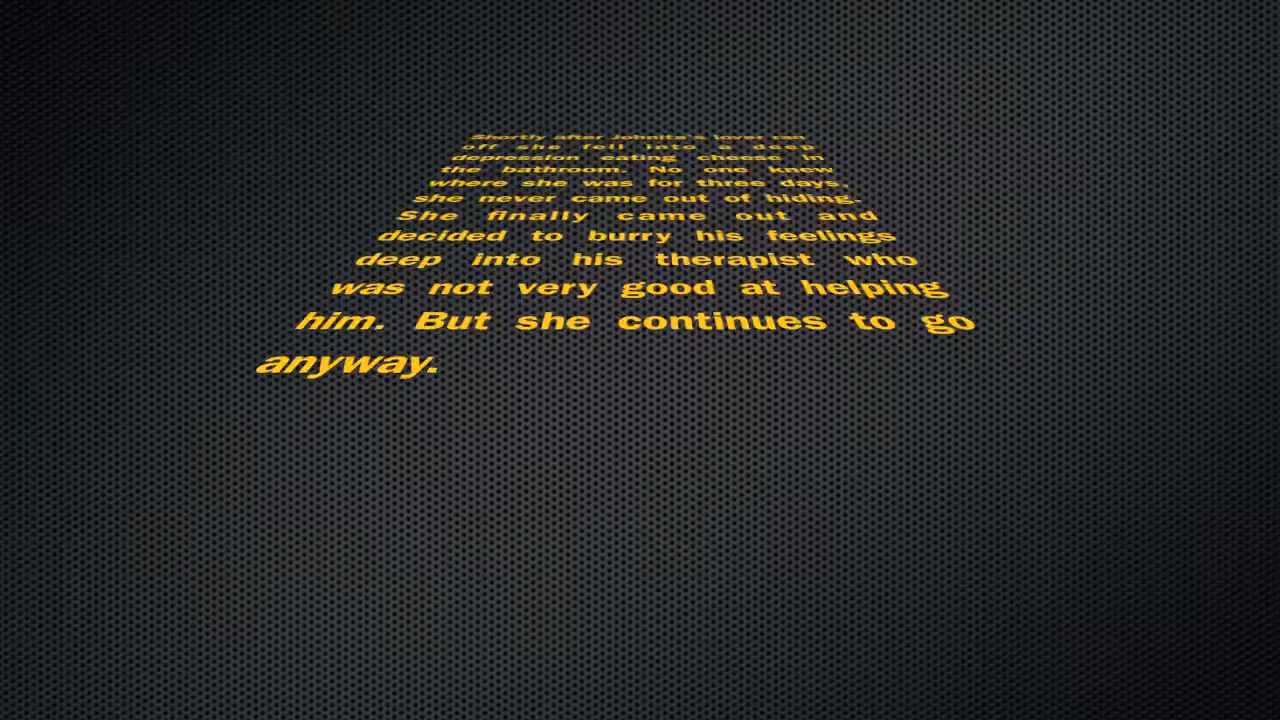 Shortly after Johnite's lover ran
off she fell into a deep
depression eating cheese in
the bathroom. No one knew
where she was for three days,
she never came out of hiding.
She finally came out and
decided to burry his feelings
deep into his therapist who
was not very good at helping
him. But she continues to go
anyway.